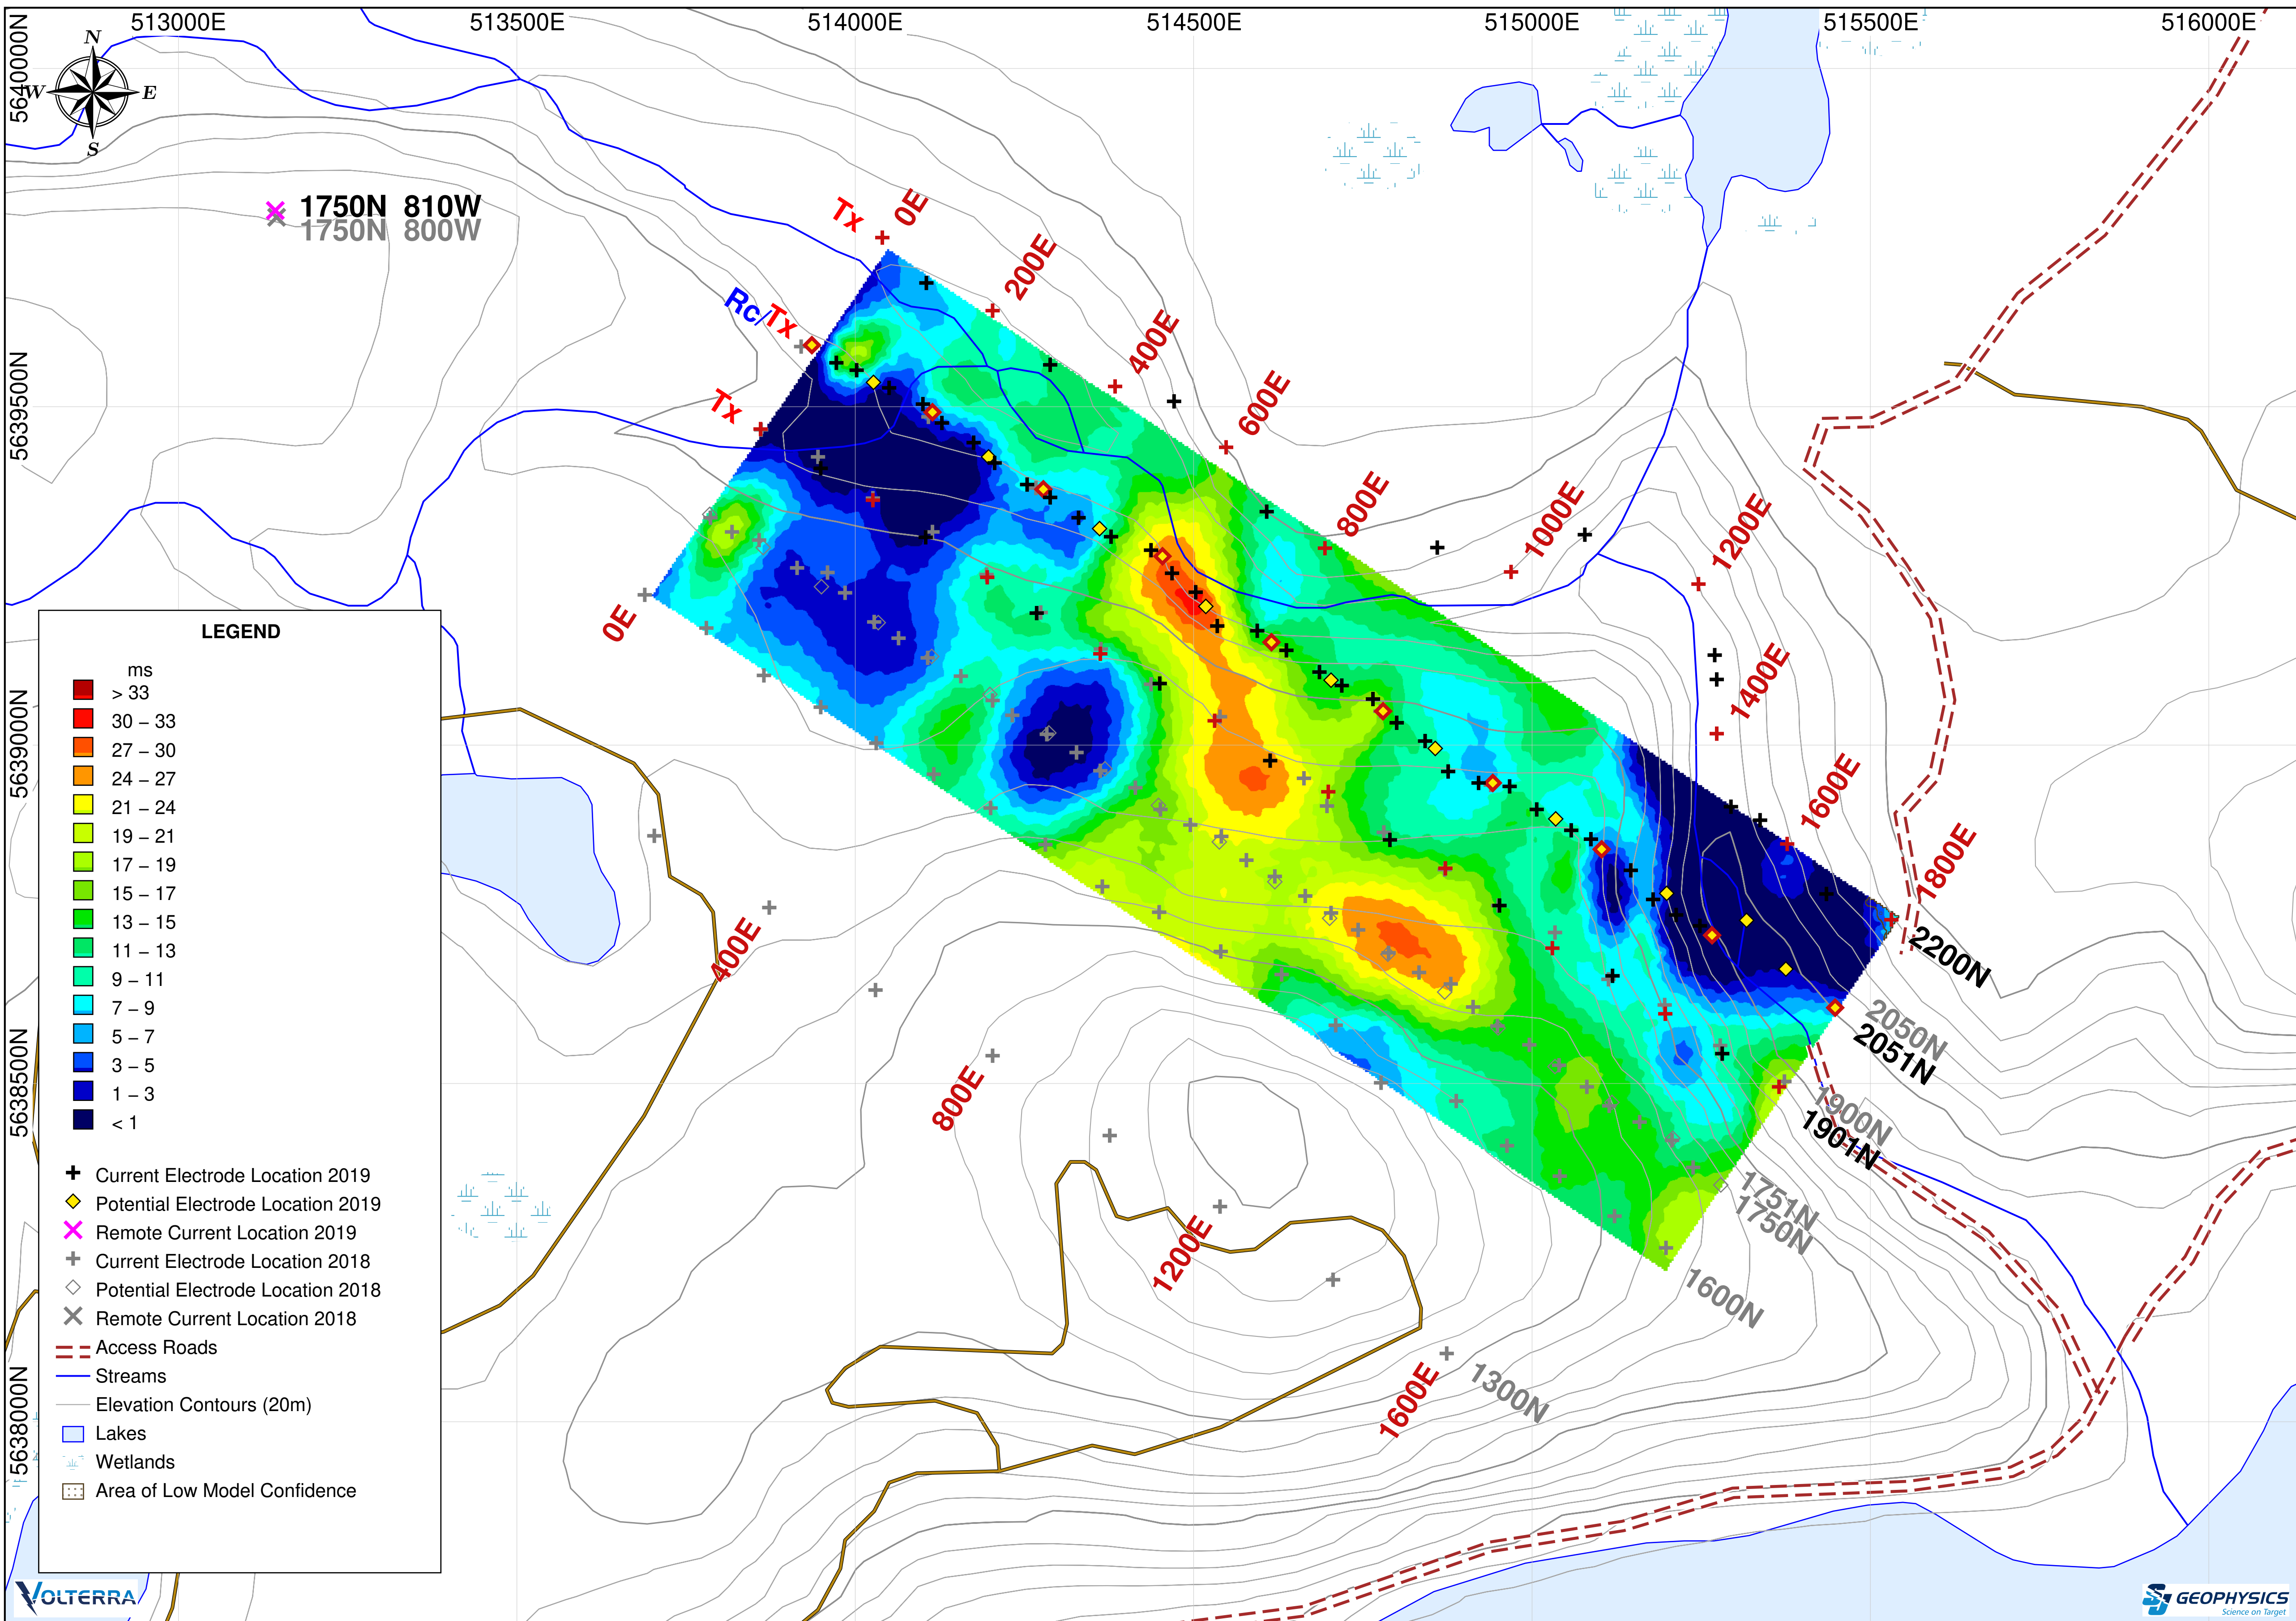 513000E 513500E 514000E 514500E 515000E 515500E 516000E
5640000N
5639500N
5639000N
5638500N
5638000N
N
W E
S
1750N 810W
1750N 800W
Tx 0E
200E
Rc/Tx
400E
Tx
600E
800E
1000E
1200E
1400E
1600E
1800E
0E
400E
800E
1200E
1600E
2200N
2050N
2051N
1900N
1901N
1751N
1750N
1600N
1300N
LEGEND
ms
> 33
30 – 33
27 – 30
24 – 27
21 – 24
19 – 21
17 – 19
15 – 17
13 – 15
11 – 13
9 – 11
7 – 9
5 – 7
3 – 5
1 – 3
< 1
Current Electrode Location 2019
Potential Electrode Location 2019
Remote Current Location 2019
Current Electrode Location 2018
Potential Electrode Location 2018
Remote Current Location 2018
Access Roads
Streams
Elevation Contours (20m)
Lakes
Wetlands
Area of Low Model Confidence
VOLTERRA
SJ GEOPHYSICS
Science on Target